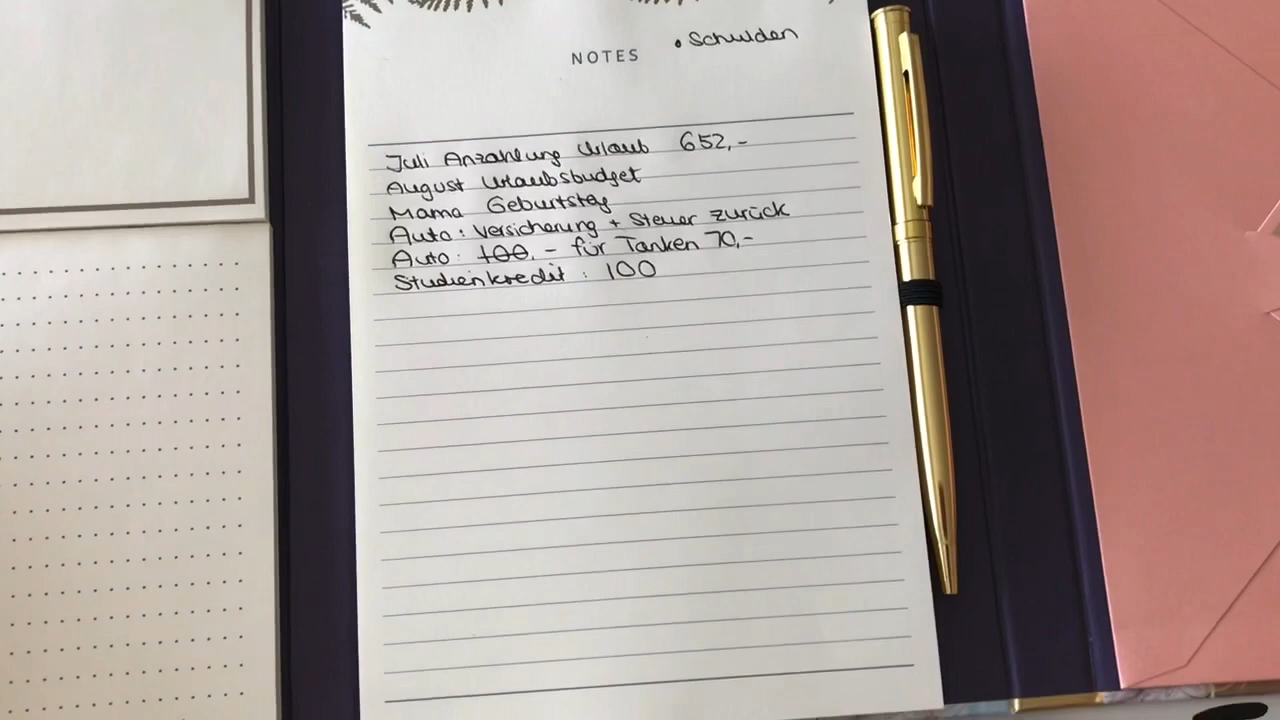 • Schulden
NOTES
Juli Anzahlung Urlaub 652,-
August Urlaubsbudget
Mama Geburtstag
Auto: Versicherung + Steuer zurück
Auto: 100,- für Tanken 70,-
Studienkredit : 100